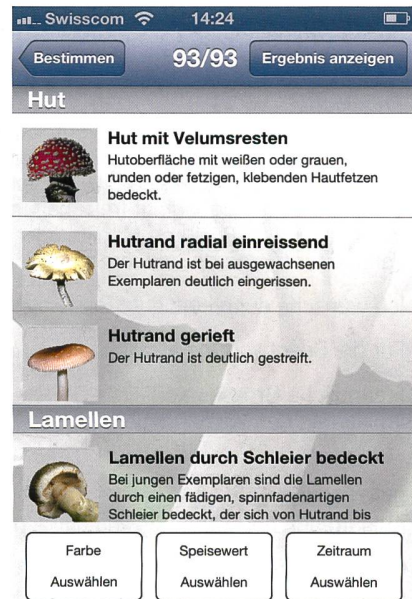 Swisscom 14:24
Bestimmen 93/93 Ergebnis anzeigen
Hut
Hut mit Velumsresten
Hutoberfläche mit weißen oder grauen,
runden oder fetzigen, klebenden Hautfetzen
bedeckt.
Hutrand radial einreissend
Der Hutrand ist bei ausgewachsenen
Exemplaren deutlich eingerissen.
Hutrand gerieft
Der Hutrand ist deutlich gestreift.
Lamellen
Lamellen durch Schleier bedeckt
Bei jungen Exemplaren sind die Lamellen
durch einen fädigen, spinnfadenartigen
Schleier bedeckt, der sich von Hutrand bis
Farbe Speisewert Zeitraum
Auswählen Auswählen Auswählen